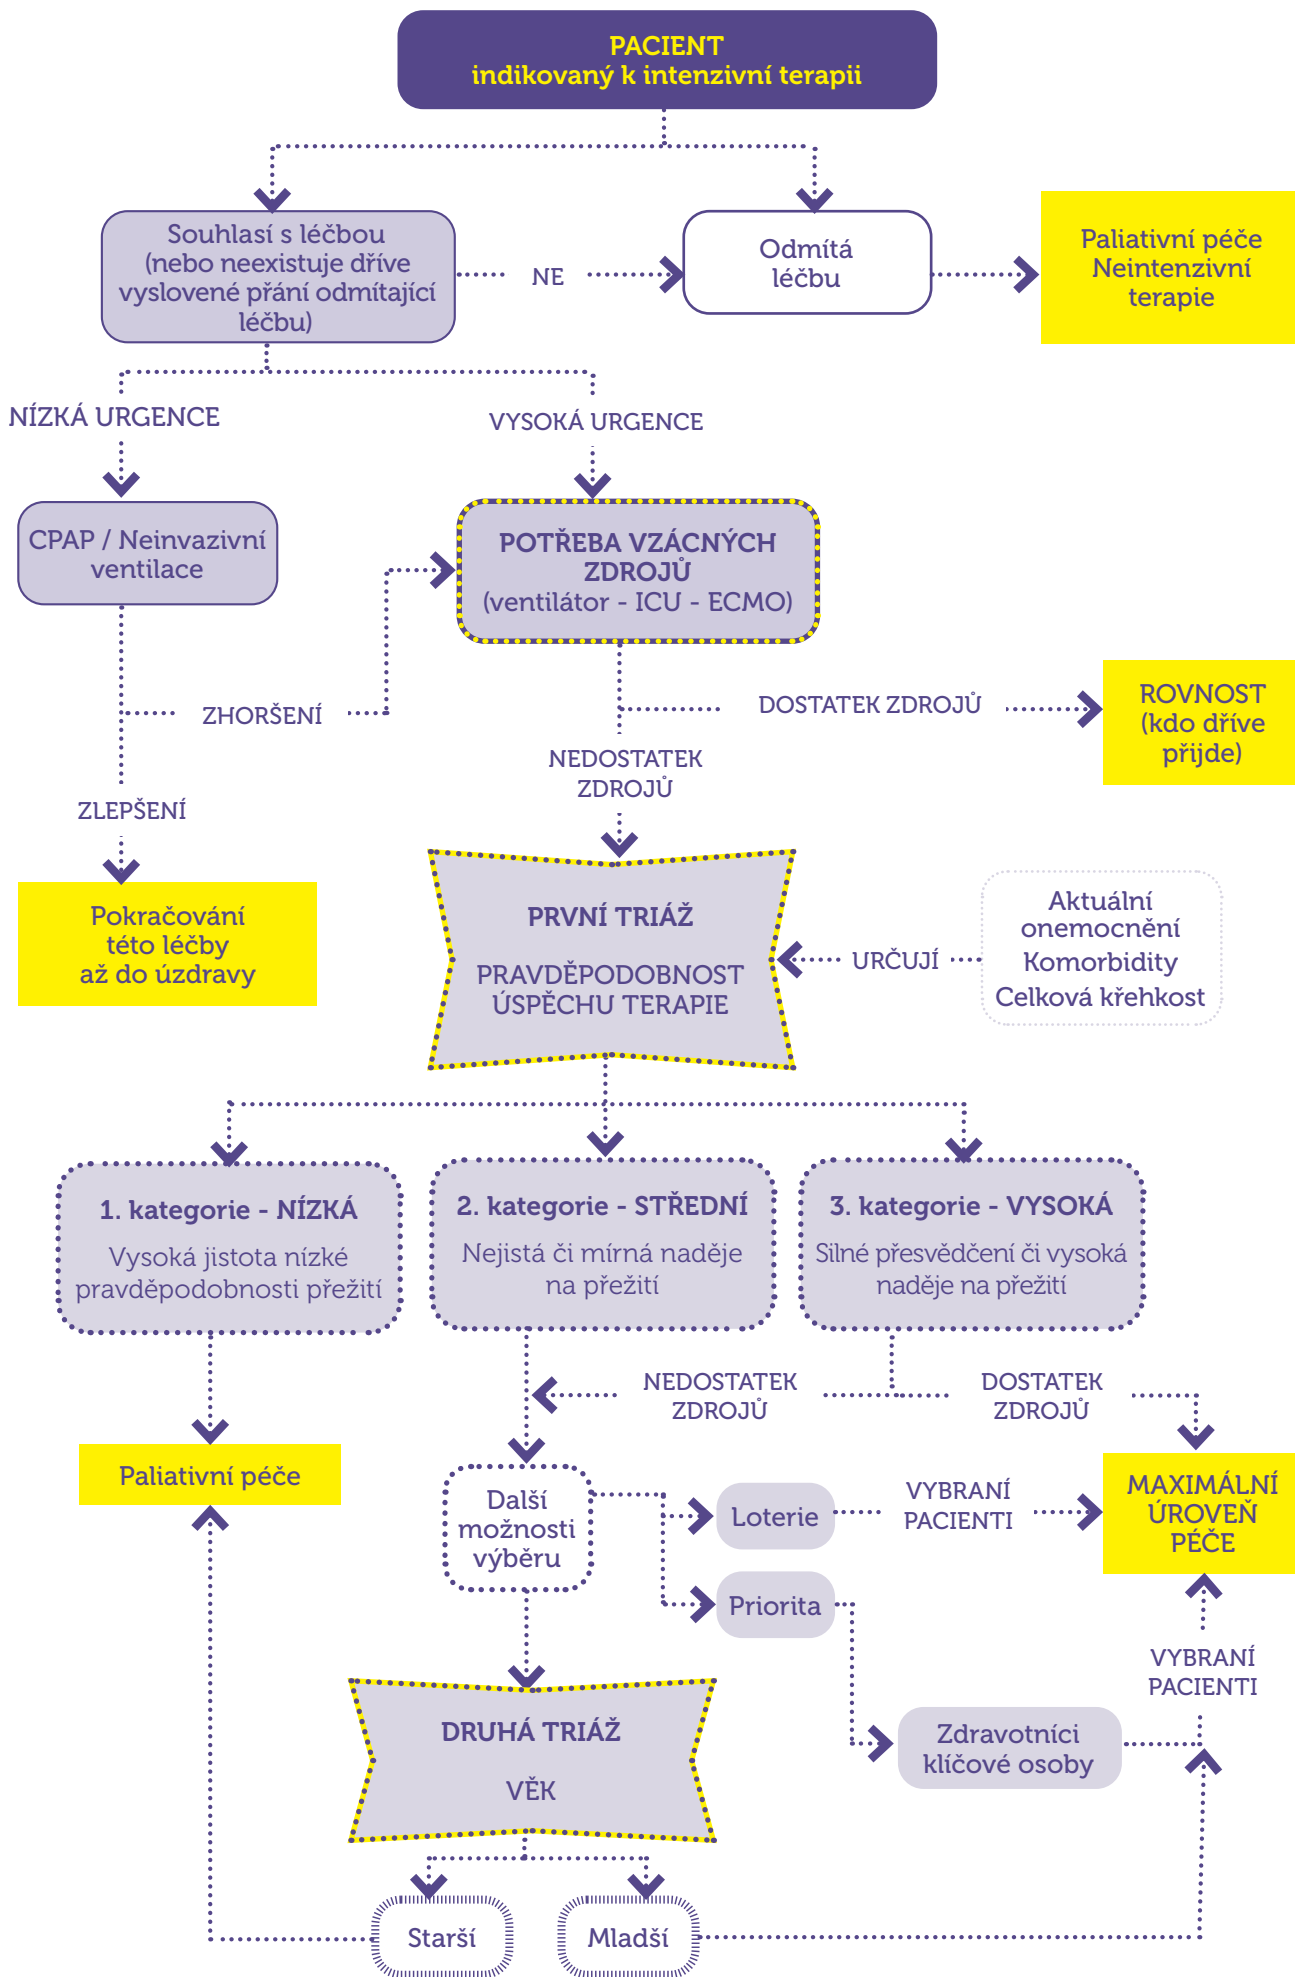 PACIENT
indikovaný k intenzivní terapii
Souhlasí s léčbou
(nebo neexistuje dříve
vyslovené přání odmítající
léčbu)
NE
Odmítá
léčbu
Paliativní péče
Neintenzivní
terapie
NÍZKÁ URGENCE
VYSOKÁ URGENCE
CPAP / Neinvazivní
ventilace
POTŘEBA VZÁCNÝCH
ZDROJŮ
(ventilátor - ICU - ECMO)
ZHORŠENÍ
DOSTATEK ZDROJŮ
ROVNOST
(kdo dříve
přijde)
NEDOSTATEK
ZDROJŮ
ZLEPŠENÍ
Pokračování
této léčby
až do úzdravy
PRVNÍ TRIÁŽ
PRAVDĚPODOBNOST
ÚSPĚCHU TERAPIE
URČUJÍ
Aktuální
onemocnění
Komorbidity
Celková křehkost
1. kategorie - NÍZKÁ
Vysoká jistota nízké
pravděpodobnosti přežití
2. kategorie - STŘEDNÍ
Nejistá či mírná naděje
na přežití
3. kategorie - VYSOKÁ
Silné přesvědčení či vysoká
naděje na přežití
NEDOSTATEK
ZDROJŮ
DOSTATEK
ZDROJŮ
Paliativní péče
Další
možnosti
výběru
Loterie
VYBRANÍ
PACIENTI
MAXIMÁLNÍ
ÚROVEŇ
PÉČE
Priorita
VYBRANÍ
PACIENTI
DRUHÁ TRIÁŽ
VĚK
Zdravotníci
klíčové osoby
Starší
Mladší